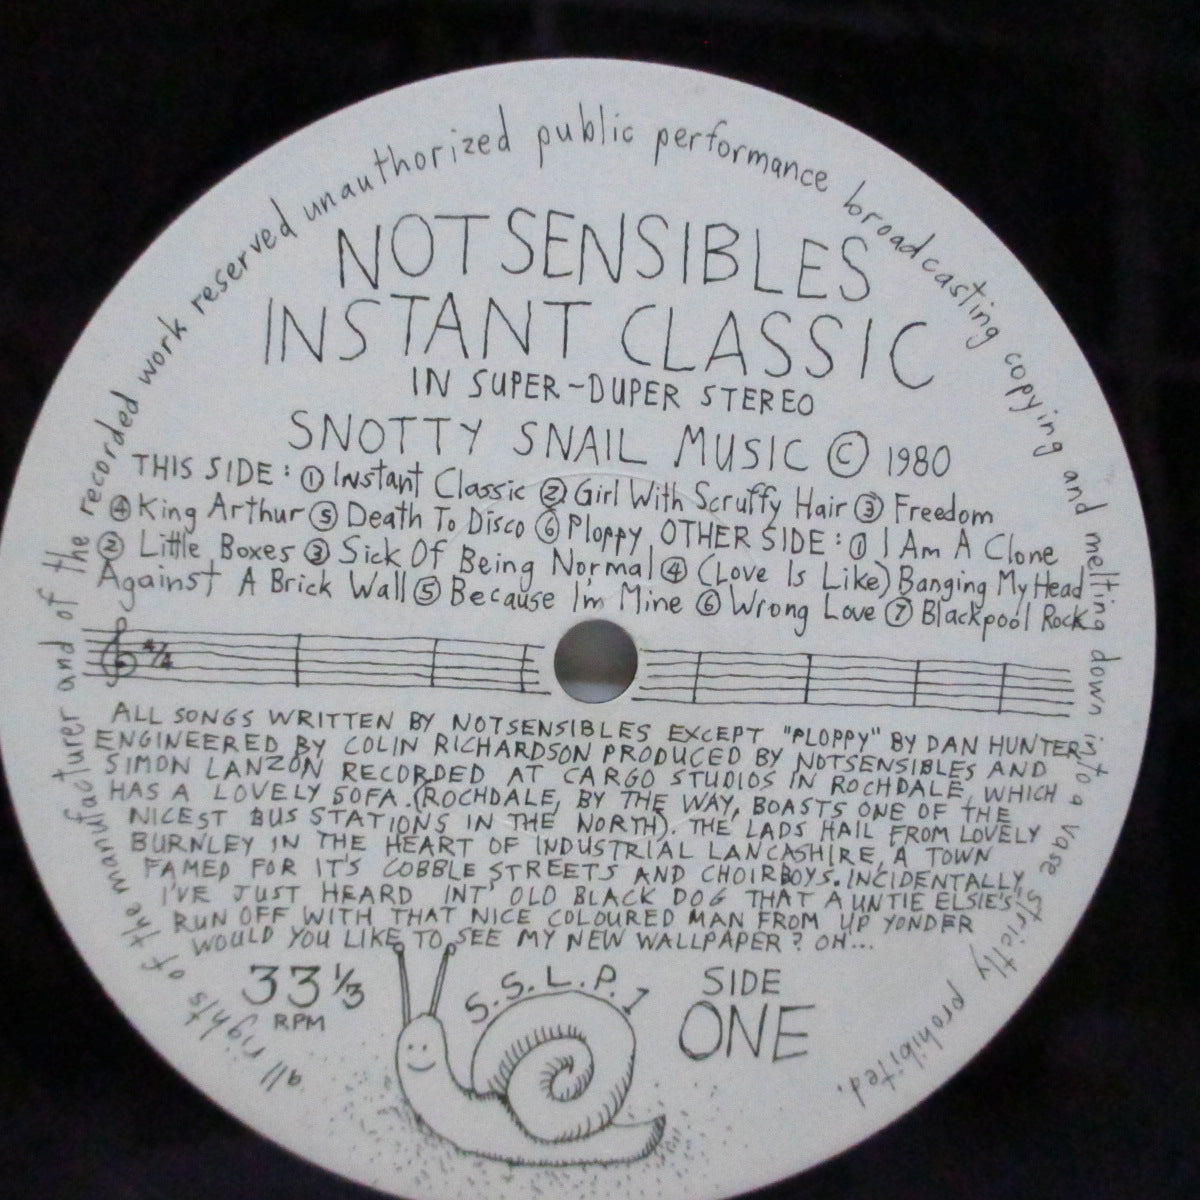 all rights of the manufacturer and of the recorded work reserved unauthorized public performance broadcasting copying and melting down into a vase strictly prohibited.
NOTSENSIBLES
INSTANT CLASSIC
IN SUPER-DUPER STEREO
SNOTTY SNAIL MUSIC © 1980
THIS SIDE: ① Instant Classic ② Girl With Scruffy Hair ③ Freedom
④ King Arthur ⑤ Death To Disco ⑥ Ploppy OTHER SIDE: ① I Am A Clone
② Little Boxes ③ Sick Of Being Normal ④ (Love Is Like) Banging My Head
Against A Brick Wall ⑤ Because I'm Mine ⑥ Wrong Love ⑦ Blackpool Rock
4/4
ALL SONGS WRITTEN BY NOTSENSIBLES EXCEPT "PLOPPY" BY DAN HUNTER
ENGINEERED BY COLIN RICHARDSON PRODUCED BY NOTSENSIBLES AND
SIMON LANZON RECORDED AT CARGO STUDIOS IN ROCHDALE, WHICH
HAS A LOVELY SOFA. (ROCHDALE, BY THE WAY, BOASTS ONE OF THE
NICEST BUS STATIONS IN THE NORTH). THE LADS HAIL FROM LOVELY
BURNLEY IN THE HEART OF INDUSTRIAL LANCASHIRE, A TOWN
FAMED FOR IT'S COBBLE STREETS AND CHOIRBOYS. INCIDENTALLY,
I'VE JUST HEARD INT' OLD BLACK DOG THAT AUNTIE ELSIE'S
RUN OFF WITH THAT NICE COLOURED MAN FROM UP YONDER
WOULD YOU LIKE TO SEE MY NEW WALLPAPER? OH...
33⅓
RPM
S.S.L.P. 1
SIDE
ONE